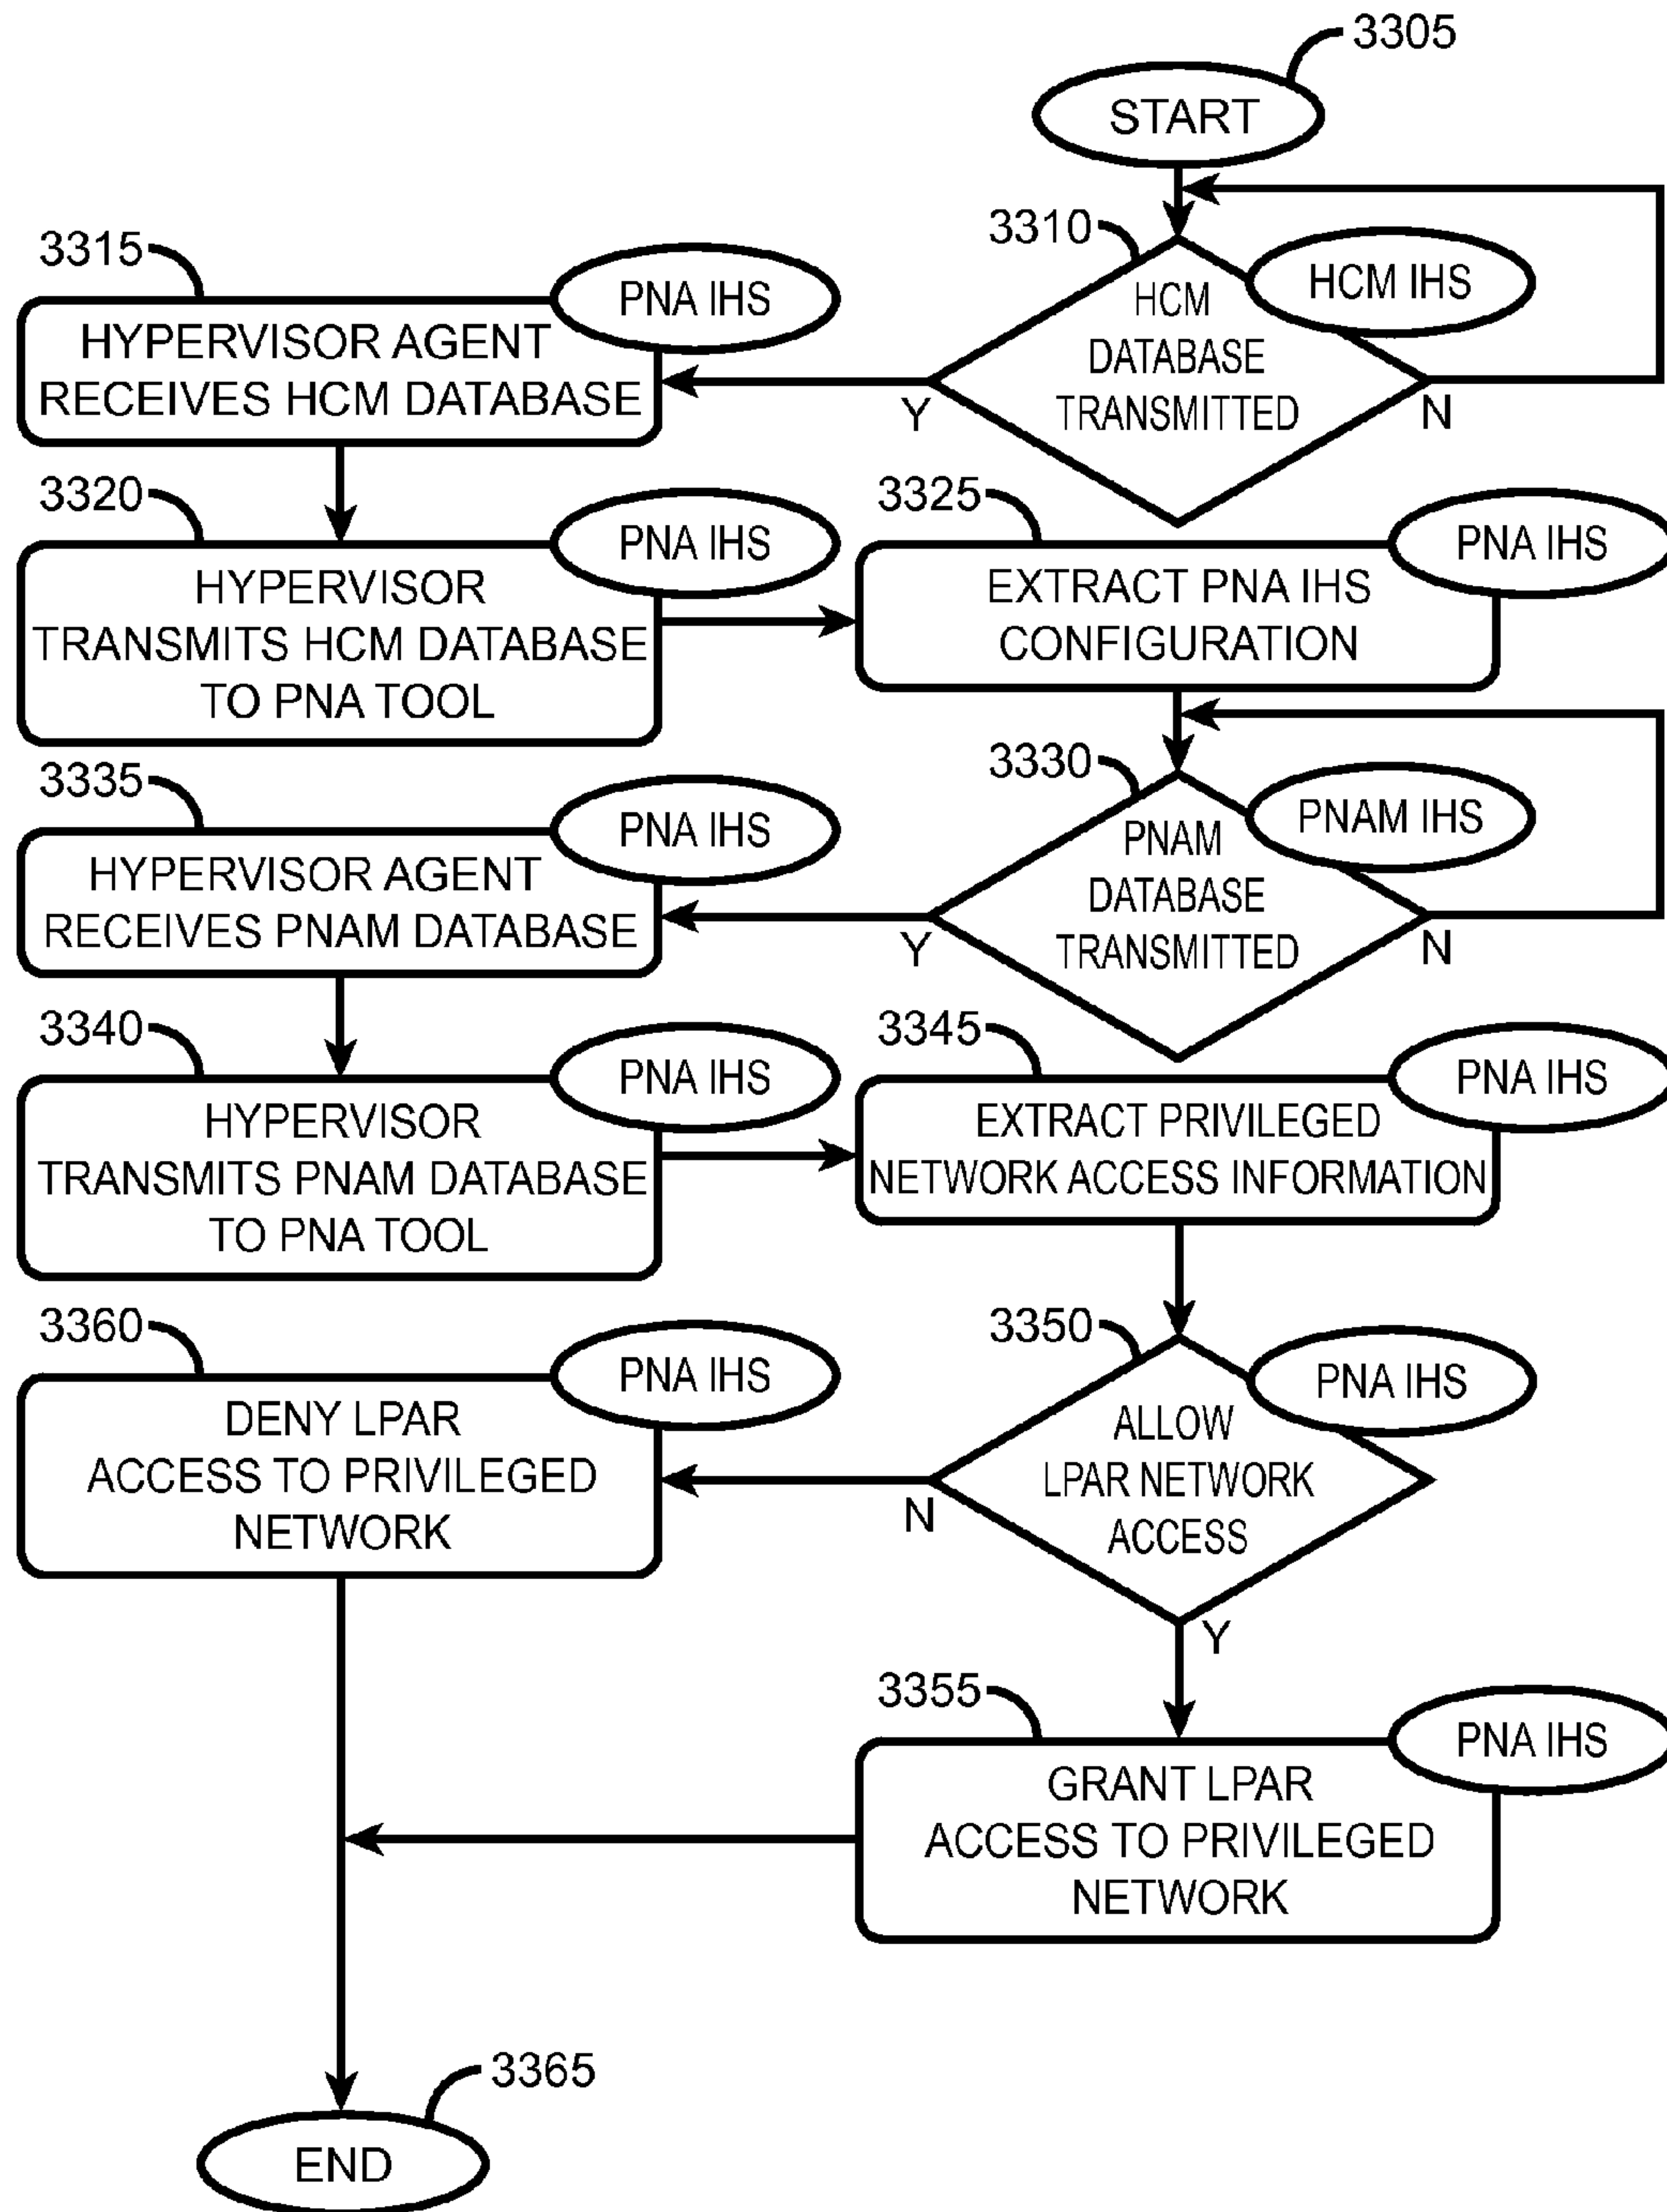 3305
START
3310
HCM IHS
HCM
DATABASE
TRANSMITTED
Y
N
3315
PNA IHS
HYPERVISOR AGENT
RECEIVES HCM DATABASE
3320
PNA IHS
HYPERVISOR
TRANSMITS HCM DATABASE
TO PNA TOOL
3325
PNA IHS
EXTRACT PNA IHS
CONFIGURATION
3330
PNAM IHS
PNAM
DATABASE
TRANSMITTED
Y
N
3335
PNA IHS
HYPERVISOR AGENT
RECEIVES PNAM DATABASE
3340
PNA IHS
HYPERVISOR
TRANSMITS PNAM DATABASE
TO PNA TOOL
3345
PNA IHS
EXTRACT PRIVILEGED
NETWORK ACCESS INFORMATION
3350
PNA IHS
ALLOW
LPAR NETWORK
ACCESS
N
Y
3360
PNA IHS
DENY LPAR
ACCESS TO PRIVILEGED
NETWORK
3355
PNA IHS
GRANT LPAR
ACCESS TO PRIVILEGED
NETWORK
3365
END